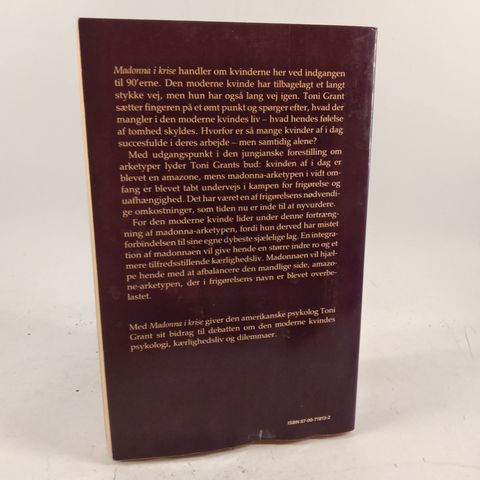 Madonna i krise handler om kvinderne her ved indgangen
til 90'erne. Den moderne kvinde har tilbagelagt et langt
stykke vej, men hun har også lang vej igen. Toni Grant
sætter fingeren på et ømt punkt og spørger efter, hvad der
mangler i den moderne kvindes liv – hvad hendes følelse
af tomhed skyldes. Hvorfor er så mange kvinder af i dag
succesfulde i deres arbejde – men samtidig alene?
Med udgangspunkt i den jungianske forestilling om
arketyper lyder Toni Grants bud: kvinden af i dag er
blevet en amazone, mens madonna-arketypen i vidt om-
fang er blevet tabt undervejs i kampen for frigørelse og
uafhængighed. Det har været en af frigørelsens nødvendi-
ge omkostninger, som tiden nu er inde til at nyvurdere.
For den moderne kvinde lider under denne fortræng-
ning af madonna-arketypen, fordi hun derved har mistet
forbindelsen til sine egne dybeste sjælelige lag. En integra-
tion af madonnaen vil give hende en større indre ro og et
mere tilfredsstillende kærlighedsliv. Madonnaen vil hjæl-
pe hende med at afbalancere den mandlige side, amazo-
ne-arketypen, der i frigørelsens navn er blevet overbe-
lastet.
Med Madonna i krise giver den amerikanske psykolog Toni
Grant sit bidrag til debatten om den moderne kvindes
psykologi, kærlighedsliv og dilemmaer.
ISBN 87-00-71912-2